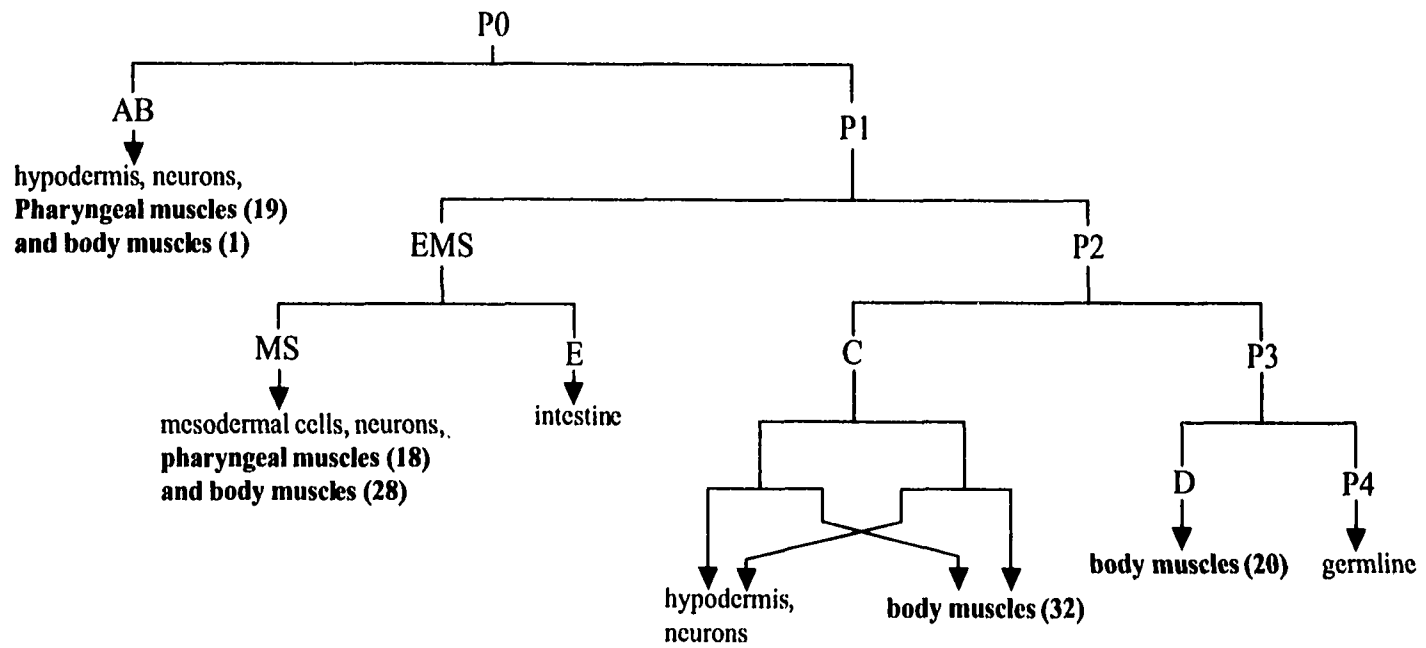 P0
AB
P1
hypodermis, neurons,
Pharyngeal muscles (19)
and body muscles (1)
EMS
P2
MS
E
C
P3
mesodermal cells, neurons,
pharyngeal muscles (18)
and body muscles (28)
intestine
D
P4
body muscles (20)
germline
hypodermis,
neurons
body muscles (32)